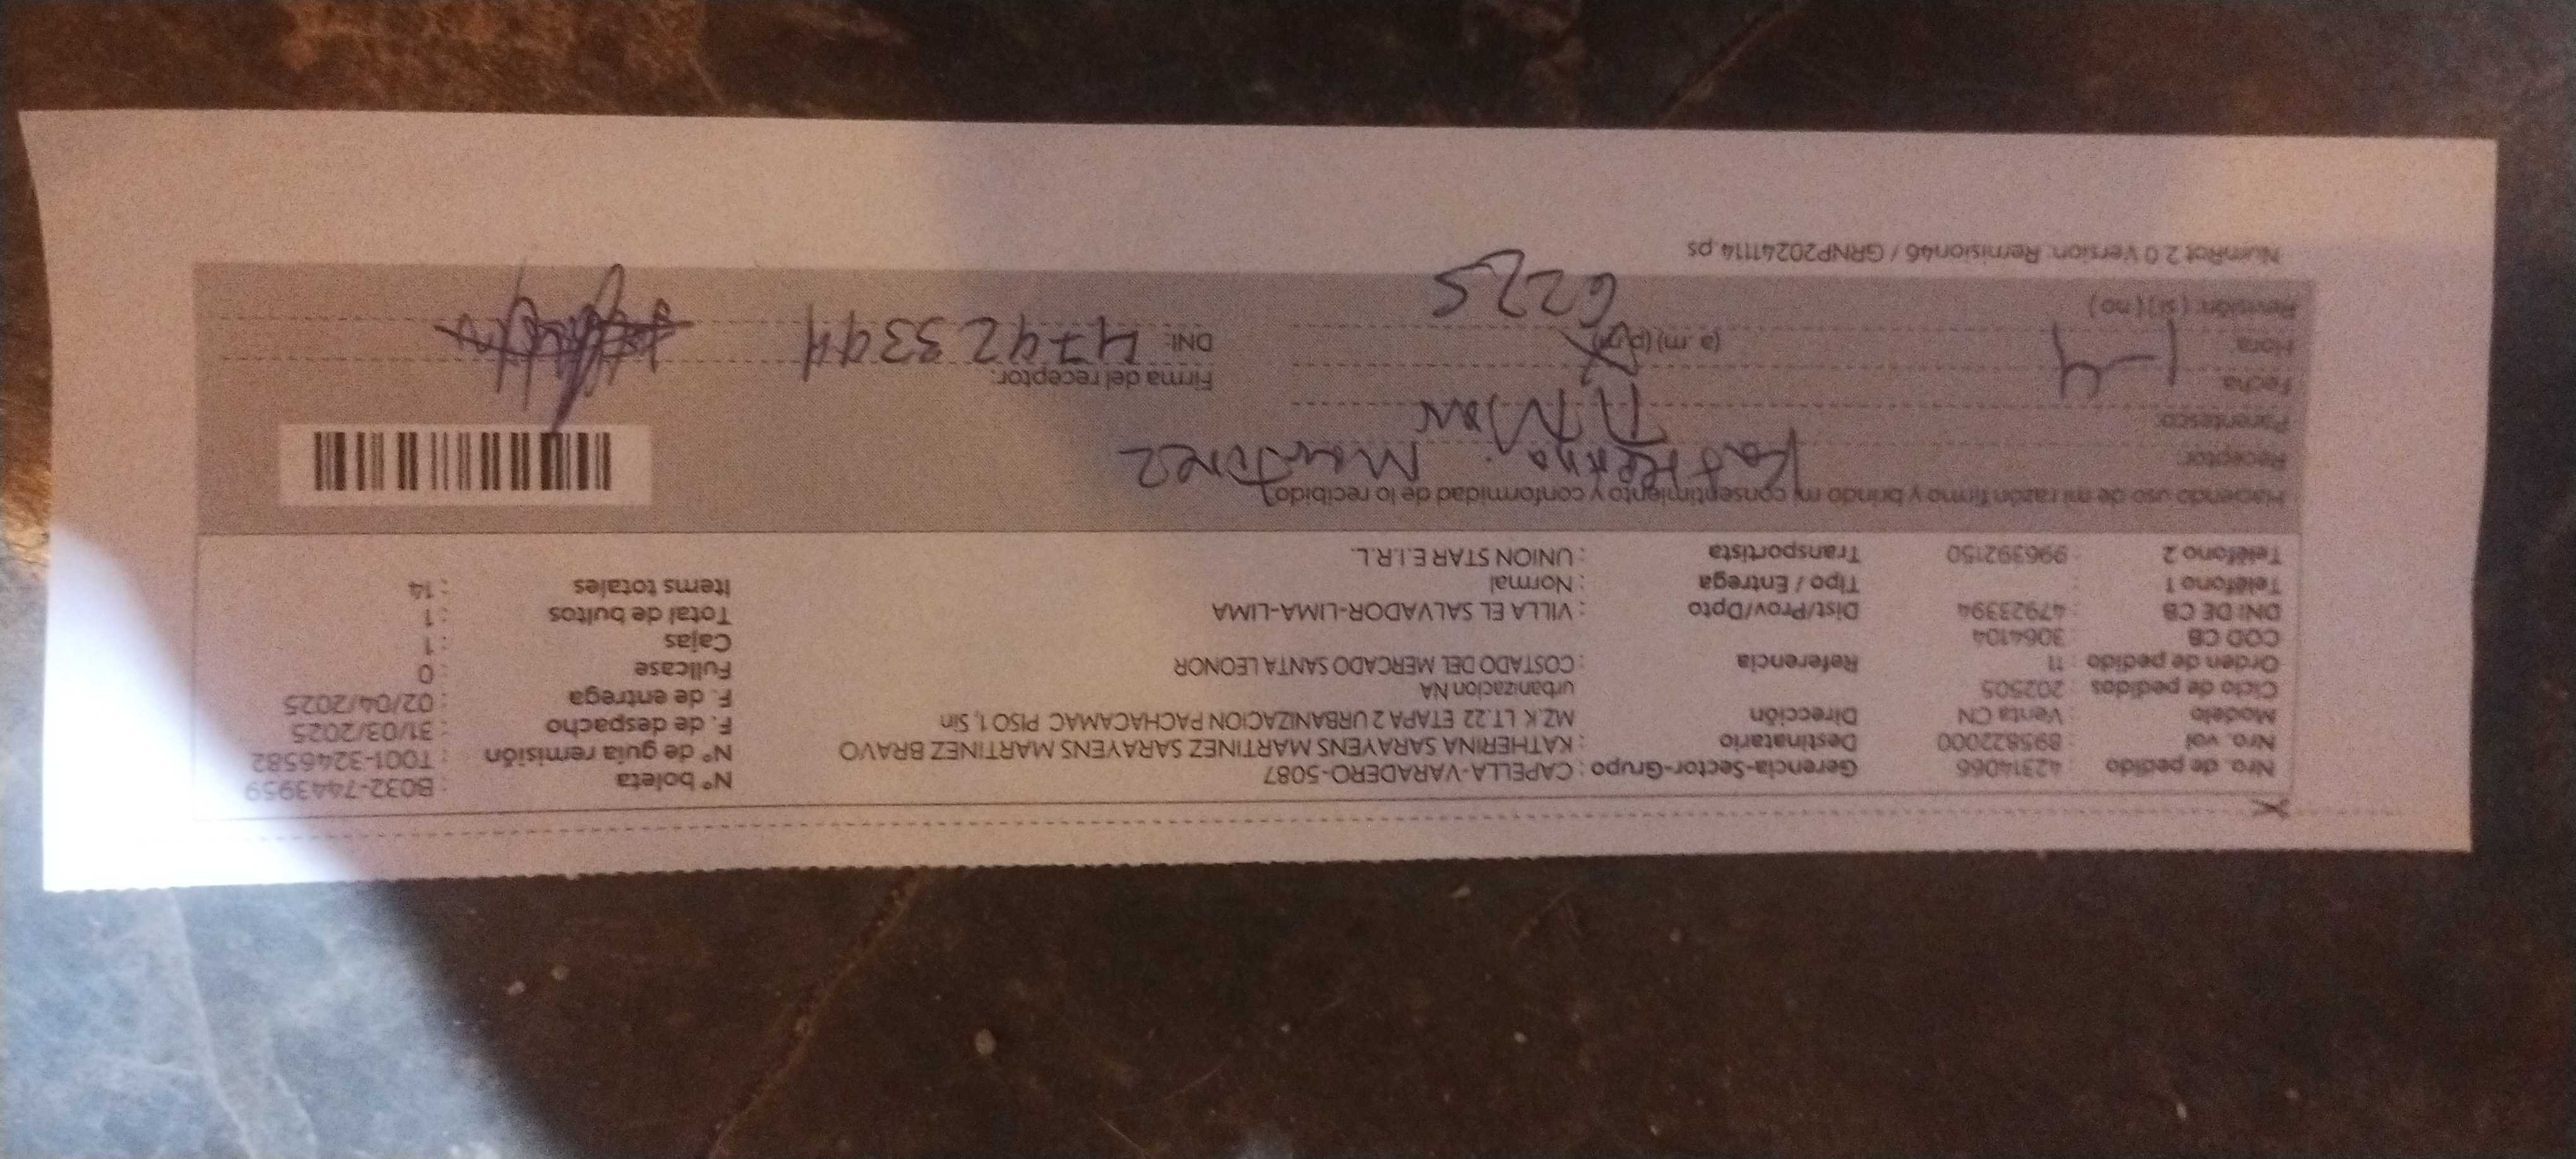 Nro. de pedido : 42314066 Gerencia-Sector-Grupo : CAPELLA-VARADERO-5087 N° boleta : B032-7443959
Nro. vol : 895822000 Destinatario : KATHERINA SARAYENS MARTINEZ SARAYENS MARTINEZ BRAVO N° de guía remisión : T001-3246582
Modelo : Venta CN Dirección MZ.K LT.22 ETAPA 2 URBANIZACION PACHACAMAC PISO 1, Sin F. de despacho : 31/03/2025
Ciclo de pedidos : 202505 urbanizacion NA F. de entrega : 02/04/2025
Orden de pedido : 11 Referencia : COSTADO DEL MERCADO SANTA LEONOR Fullcase : 0
COD CB : 3064104 Cajas : 1
DNI DE CB : 47923394 Dist/Prov/Dpto : VILLA EL SALVADOR-LIMA-LIMA Total de bultos : 1
Teléfono 1 : Tipo / Entrega : Normal Items totales : 14
Teléfono 2 : 996392150 Transportista : UNION STAR E.I.R.L.
Haciendo uso de mi razón firmo y brindo mi consentimiento y conformidad de lo recibido
Receptor: Katherina Martinez
Parentesco:
Fecha: 1-4 Firma del receptor:
Hora: (a.m) (p.m) DNI: 47923394
Revisión: ( si ) ( no ) 6225
NumRot 2.0 Version: Remision46 / GRNP20241114 ps